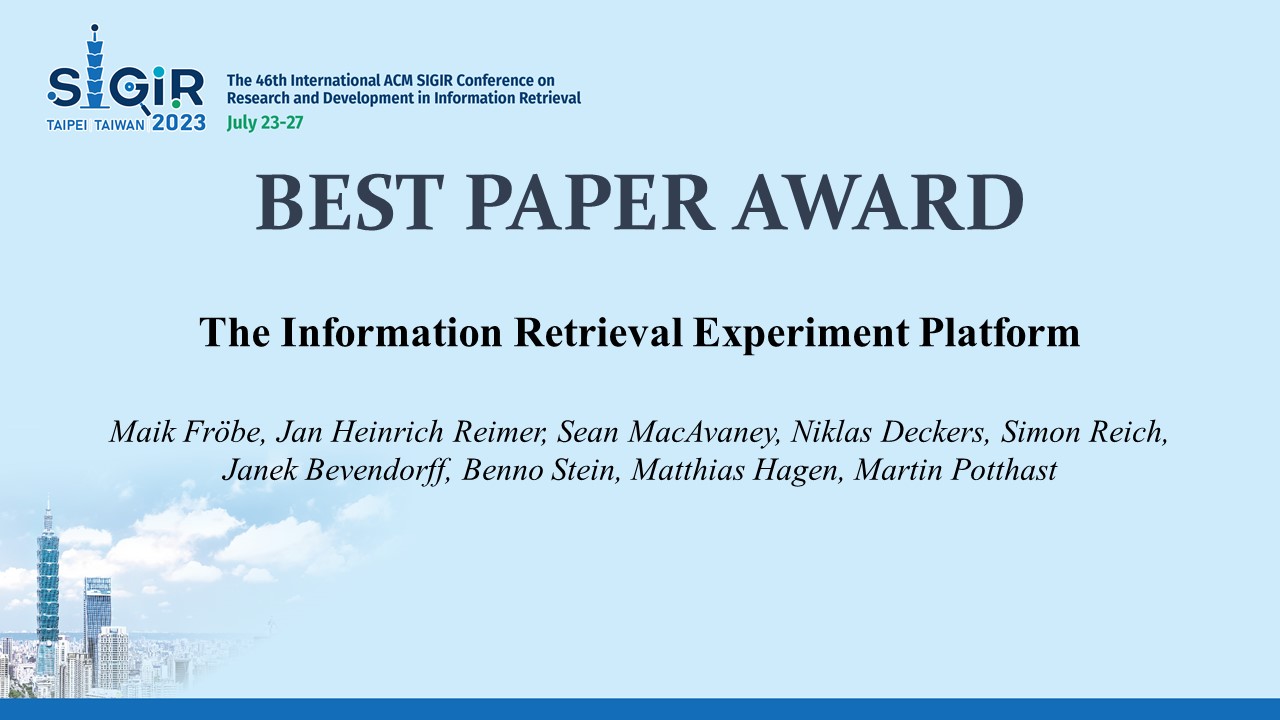 SIGIR
TAIPEI TAIWAN 2023
The 46th International ACM SIGIR Conference on
Research and Development in Information Retrieval
July 23-27
BEST PAPER AWARD
The Information Retrieval Experiment Platform
Maik Fröbe, Jan Heinrich Reimer, Sean MacAvaney, Niklas Deckers, Simon Reich,
Janek Bevendorff, Benno Stein, Matthias Hagen, Martin Potthast